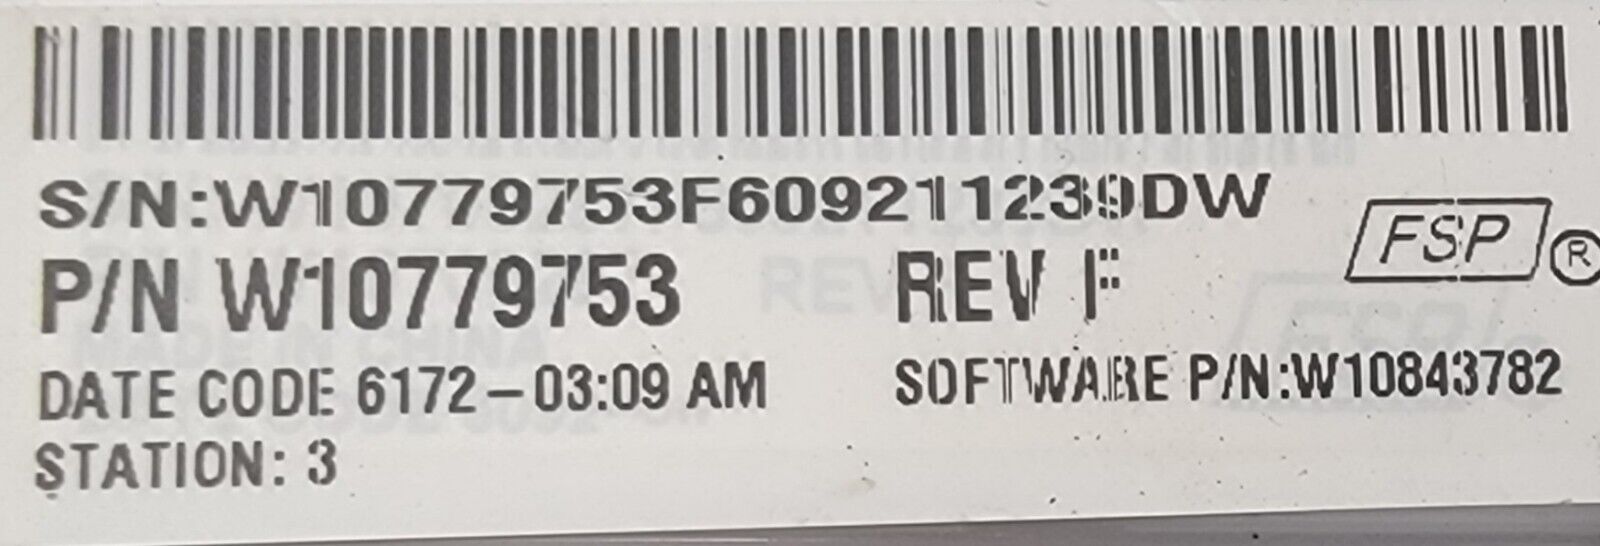 S/N:W10779753F609211239DW
P/N W10779753 REV F
FSP ®
DATE CODE 6172-03:09 AM SOFTWARE P/N:W10843782
STATION: 3